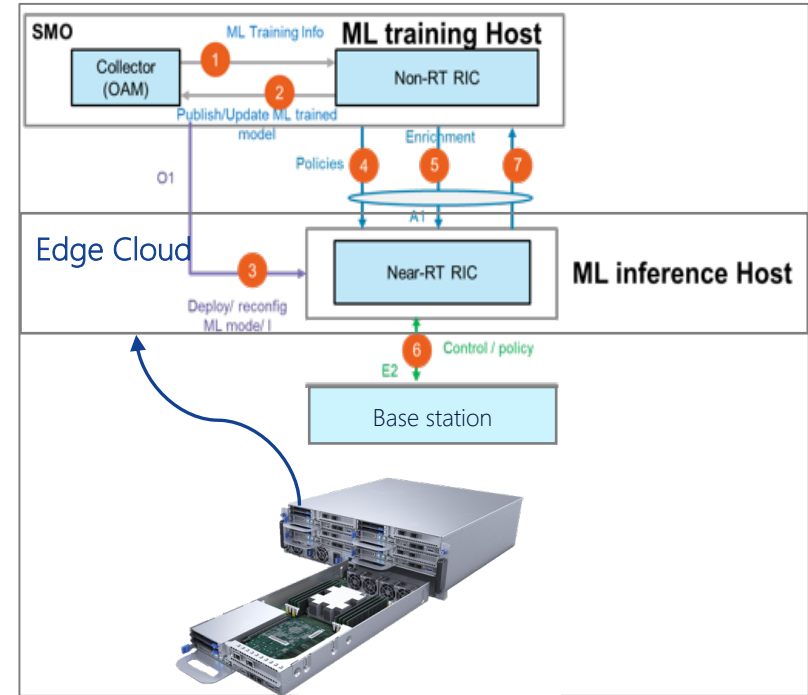 SMO
ML Training Info
ML training Host
Collector
(OAM)
1
Non-RT RIC
2
Publish/Update ML trained
model
Enrichment
Policies
4
5
7
O1
A1
Edge Cloud
3
Near-RT RIC
ML inference Host
Deploy/ reconfig
ML mode/ l
6
Control / policy
E2
Base station